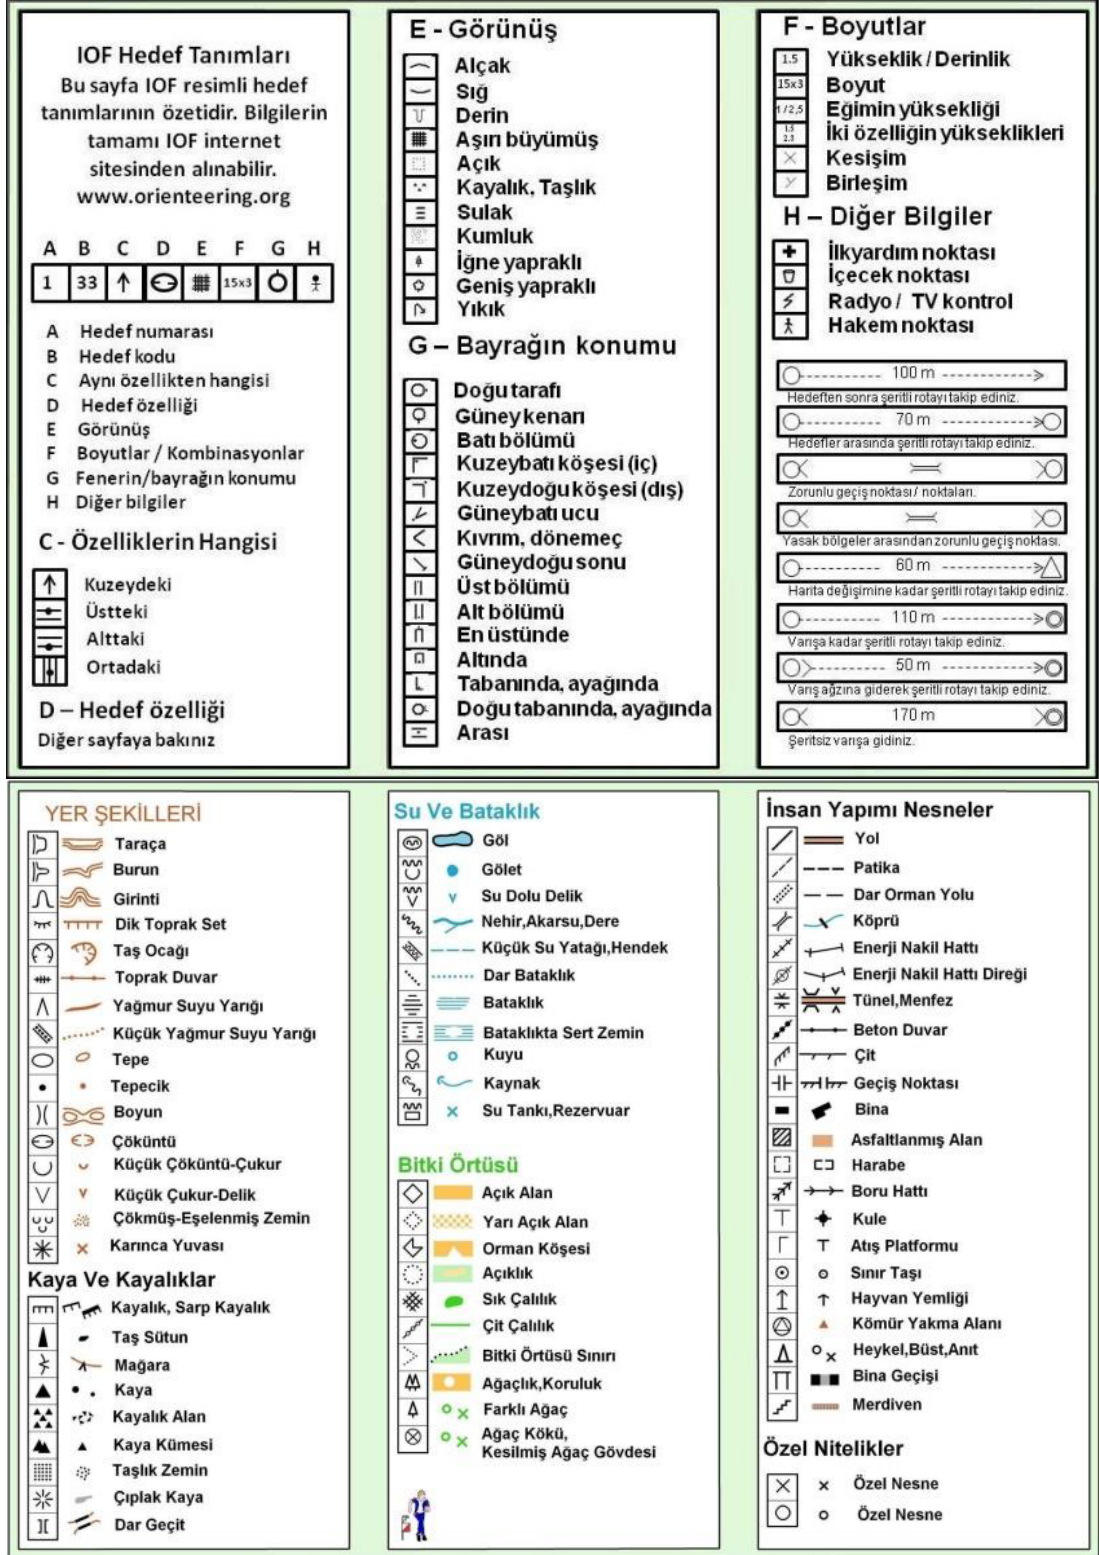 IOF Hedef Tanımları
Bu sayfa IOF resimli hedef
tanımlarının özetidir. Bilgilerin
tamamı IOF internet
sitesinden alınabilir.
www.orienteering.org
A B C D E F G H
1 33 15x3
A Hedef numarası
B Hedef kodu
C Aynı özellikten hangisi
D Hedef özelliği
E Görünüş
F Boyutlar / Kombinasyonlar
G Fenerin/bayrağın konumu
H Diğer bilgiler
C - Özelliklerin Hangisi
Kuzeydeki
Üstteki
Alttaki
Ortadaki
D – Hedef özelliği
Diğer sayfaya bakınız
E - Görünüş
Alçak
Sığ
Derin
Aşırı büyümüş
Açık
Kayalık, Taşlık
Sulak
Kumluk
İğne yapraklı
Geniş yapraklı
Yıkık
G – Bayrağın konumu
Doğu tarafı
Güney kenarı
Batı bölümü
Kuzeybatı köşesi (iç)
Kuzeydoğu köşesi (dış)
Güneybatı ucu
Kıvrım, dönemeç
Güneydoğu sonu
Üst bölümü
Alt bölümü
En üstünde
Altında
Tabanında, ayağında
Doğu tabanında, ayağında
Arası
F - Boyutlar
1.5 Yükseklik / Derinlik
15x3 Boyut
1/2,5 Eğimin yüksekliği
İki özelliğin yükseklikleri
Kesişim
Birleşim
H – Diğer Bilgiler
İlkyardım noktası
İçecek noktası
Radyo / TV kontrol
Hakem noktası
100 m
Hedeften sonra şeritli rotayı takip ediniz.
70 m
Hedefler arasında şeritli rotayı takip ediniz.
Zorunlu geçiş noktası / noktaları.
Yasak bölgeler arasından zorunlu geçiş noktası.
60 m
Harita değişimine kadar şeritli rotayı takip ediniz.
110 m
Varışa kadar şeritli rotayı takip ediniz.
50 m
Varış ağzına giderek şeritli rotayı takip ediniz.
170 m
Şeritsiz varışa gidiniz.
YER ŞEKİLLERİ
Taraça
Burun
Girinti
Dik Toprak Set
Taş Ocağı
Toprak Duvar
Yağmur Suyu Yarığı
Küçük Yağmur Suyu Yarığı
Tepe
Tepecik
Boyun
Çöküntü
Küçük Çöküntü-Çukur
Küçük Çukur-Delik
Çökmüş-Eşelenmiş Zemin
Karınca Yuvası
Kaya Ve Kayalıklar
Kayalık, Sarp Kayalık
Taş Sütun
Mağara
Kaya
Kayalık Alan
Kaya Kümesi
Taşlık Zemin
Çıplak Kaya
Dar Geçit
Su Ve Bataklık
Göl
Gölet
Su Dolu Delik
Nehir,Akarsu,Dere
Küçük Su Yatağı,Hendek
Dar Bataklık
Bataklık
Bataklıkta Sert Zemin
Kuyu
Kaynak
Su Tankı,Rezervuar
Bitki Örtüsü
Açık Alan
Yarı Açık Alan
Orman Köşesi
Açıklık
Sık Çalılık
Çit Çalılık
Bitki Örtüsü Sınırı
Ağaçlık,Koruluk
Farklı Ağaç
Ağaç Kökü,
Kesilmiş Ağaç Gövdesi
İnsan Yapımı Nesneler
Yol
Patika
Dar Orman Yolu
Köprü
Enerji Nakil Hattı
Enerji Nakil Hattı Direği
Tünel,Menfez
Beton Duvar
Çit
Geçiş Noktası
Bina
Asfaltlanmış Alan
Harabe
Boru Hattı
Kule
Atış Platformu
Sınır Taşı
Hayvan Yemliği
Kömür Yakma Alanı
Heykel,Büst,Anıt
Bina Geçişi
Merdiven
Özel Nitelikler
Özel Nesne
Özel Nesne